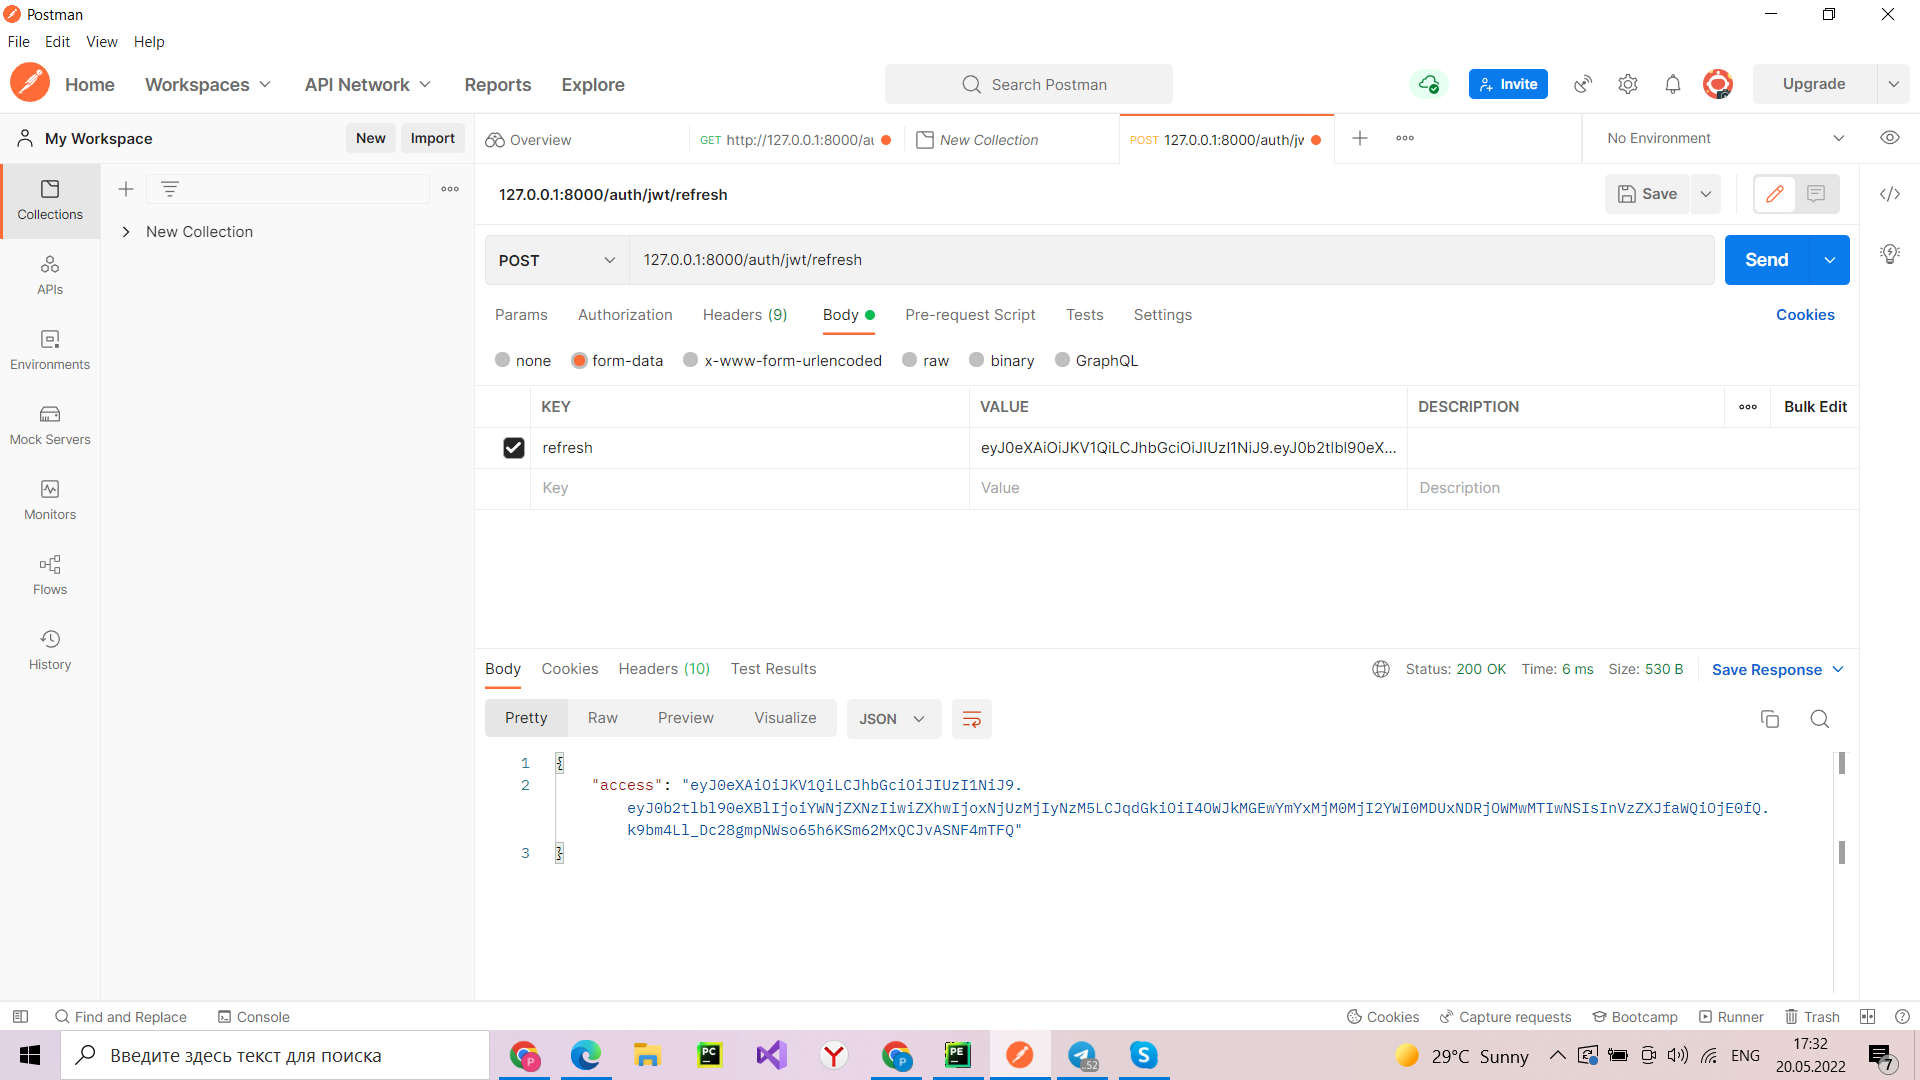 Postman
File Edit View Help
Home Workspaces API Network Reports Explore
Search Postman
Invite
Upgrade
My Workspace
New Import
Overview
GET http://127.0.0.1:8000/au
New Collection
POST 127.0.0.1:8000/auth/jv
No Environment
Collections
New Collection
APIs
Environments
Mock Servers
Monitors
Flows
History
127.0.0.1:8000/auth/jwt/refresh
Save
POST 127.0.0.1:8000/auth/jwt/refresh
Send
Params Authorization Headers (9) Body Pre-request Script Tests Settings Cookies
none form-data x-www-form-urlencoded raw binary GraphQL
KEY VALUE DESCRIPTION Bulk Edit
refresh eyJ0eXAiOiJKV1QiLCJhbGciOiJIUzI1NiJ9.eyJ0b2tlbl90eX...
Key Value Description
Body Cookies Headers (10) Test Results
Status: 200 OK Time: 6 ms Size: 530 B Save Response
Pretty Raw Preview Visualize JSON
1 {
2 "access": "eyJ0eXAiOiJKV1QiLCJhbGciOiJIUzI1NiJ9.
eyJ0b2tlbl90eXBlIjoiYWNjZXNzIiwiZXhwIjoxNjUzMjIyNzM5LCJqdGkiOiI4OWJkMGEwYmYxMjM0MjI2YWI0MDUxNDRjOWMwMTIwNSIsInVzZXJfaWQiOjE0fQ.
k9bm4Ll_Dc28gmpNWso65h6KSm62MxQCJvASNF4mTFQ"
3 }
Find and Replace Console
Cookies Capture requests Bootcamp Runner Trash
Введите здесь текст для поиска
PC
PE
52
29°C Sunny
ENG
17:32
20.05.2022
7